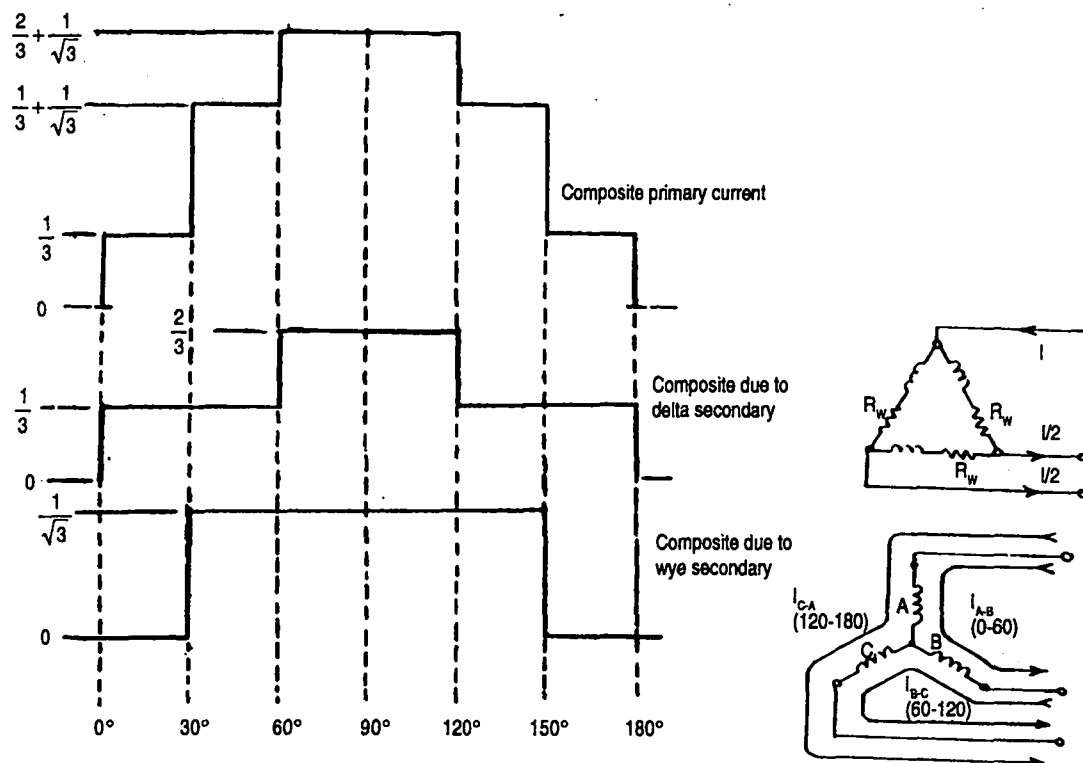 2/3 + 1/√3
1/3 + 1/√3
Composite primary current
1/3
0
2/3
Composite due to
delta secondary
1/3
0
1/√3
Composite due to
wye secondary
0
0° 30° 60° 90° 120° 150° 180°
I
R_W
R_W
I/2
R_W
I/2
I_C-A
(120-180)
A
I_A-B
(0-60)
C
B
I_B-C
(60-120)